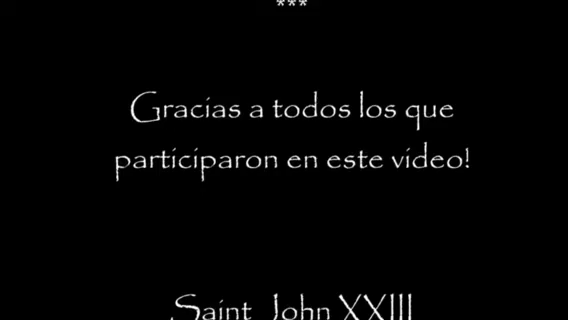 ***
Gracias a todos los que
participaron en este video!
Saint John XXIII